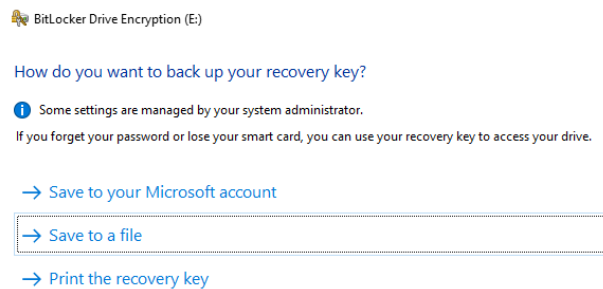 BitLocker Drive Encryption (E:)
How do you want to back up your recovery key?
Some settings are managed by your system administrator.
If you forget your password or lose your smart card, you can use your recovery key to access your drive.
Save to your Microsoft account
Save to a file
Print the recovery key